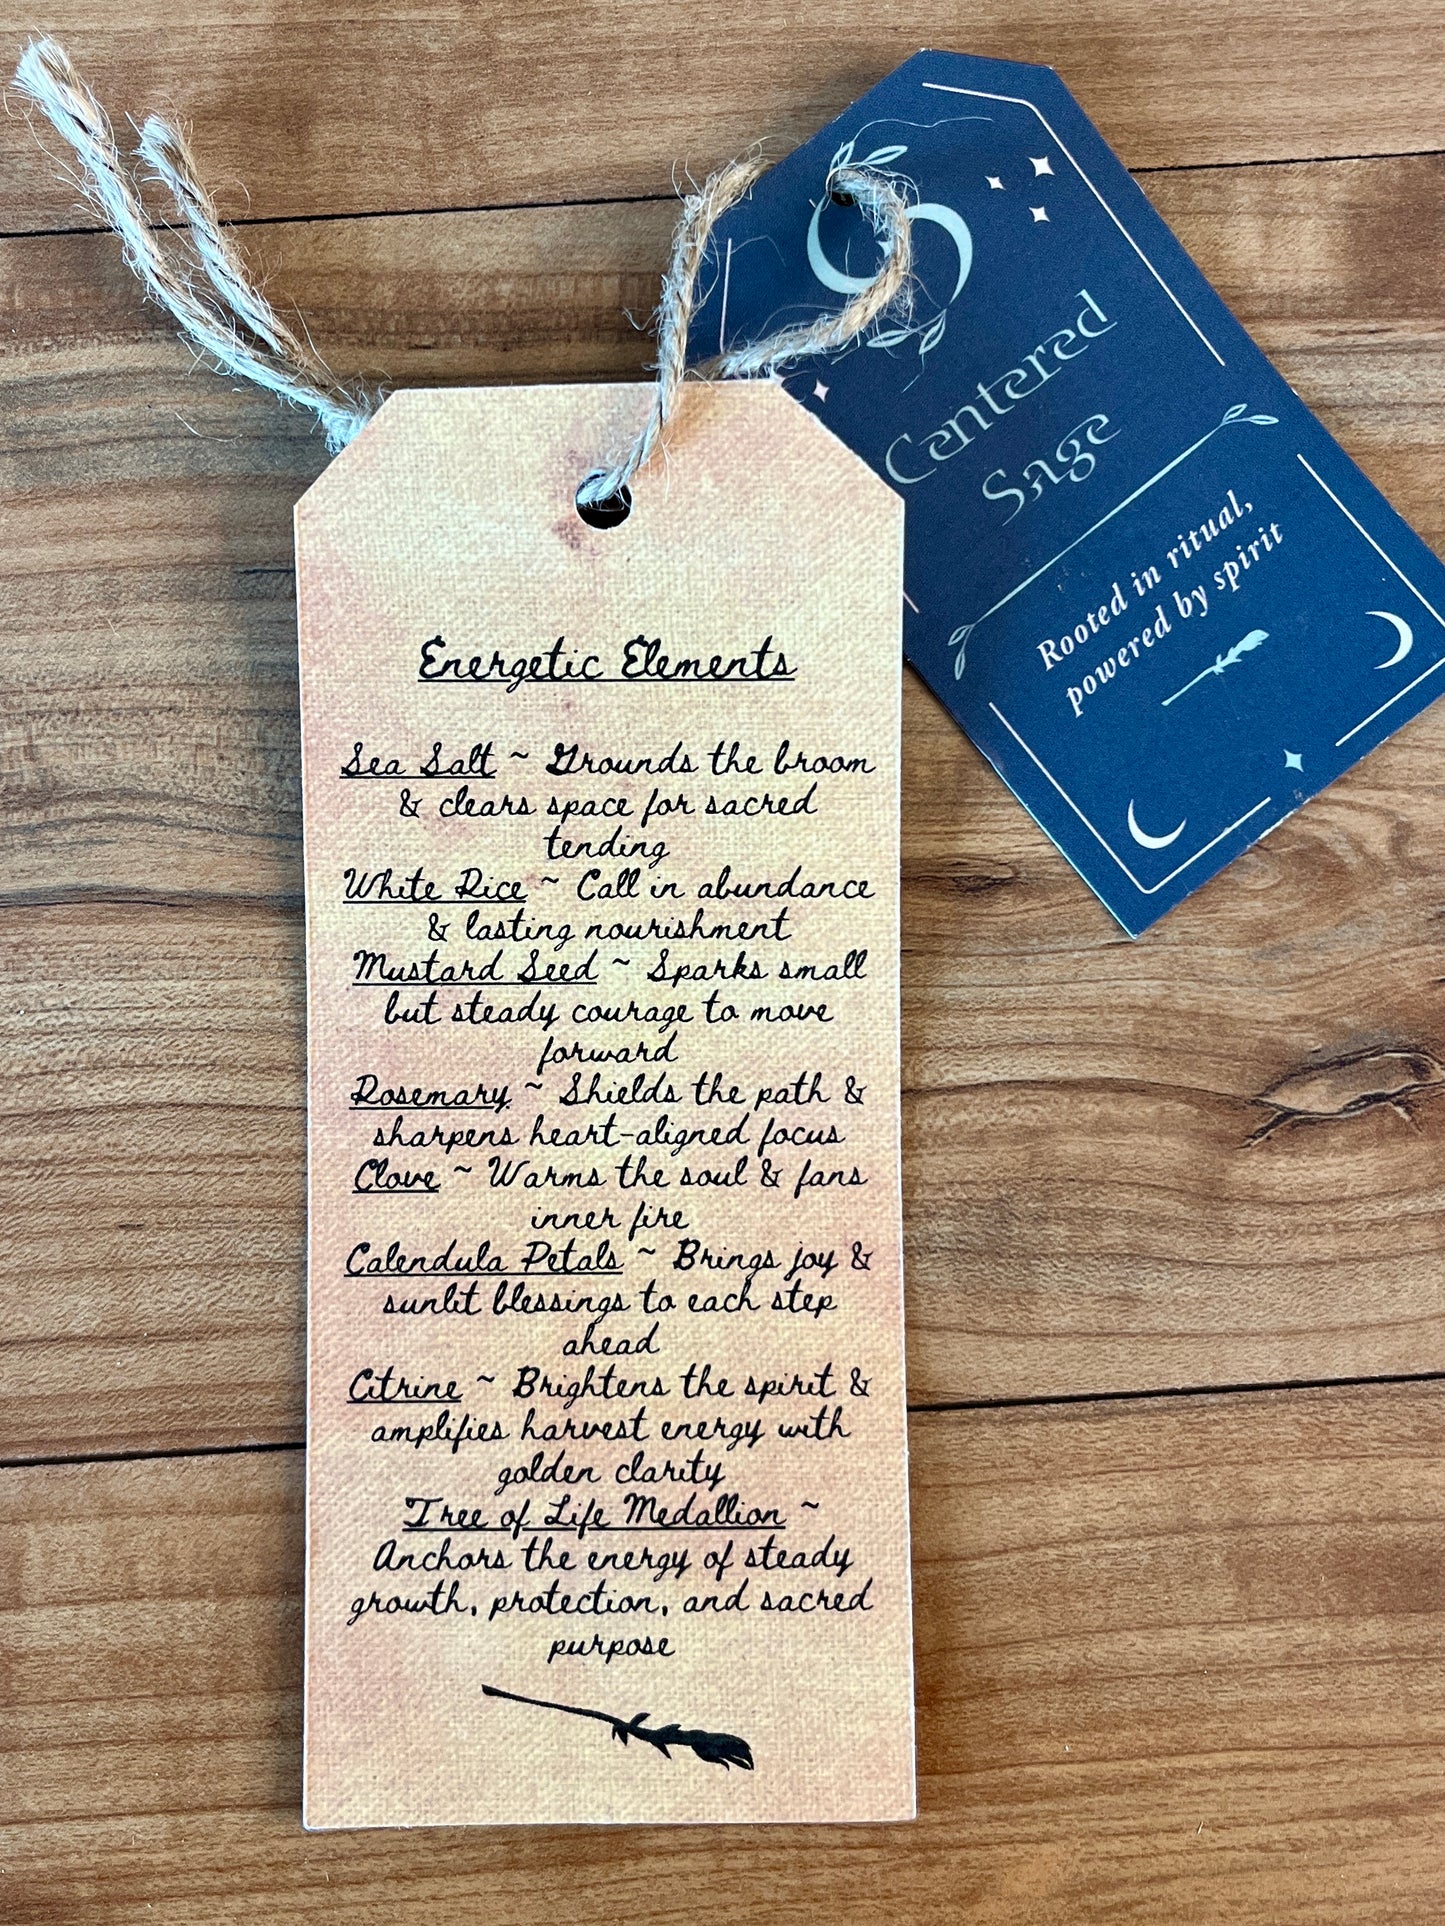 Centered
Sage
Rooted in ritual,
powered by spirit
Energetic Elements
Sea Salt ~ Grounds the broom
& clears space for sacred
tending
White Rice ~ Call in abundance
& lasting nourishment
Mustard Seed ~ Sparks small
but steady courage to move
forward
Rosemary ~ Shields the path &
sharpens heart-aligned focus
Clove ~ Warms the soul & fans
inner fire
Calendula Petals ~ Brings joy &
sunlit blessings to each step
ahead
Citrine ~ Brightens the spirit &
amplifies harvest energy with
golden clarity
Tree of Life Medallion ~
Anchors the energy of steady
growth, protection, and sacred
purpose